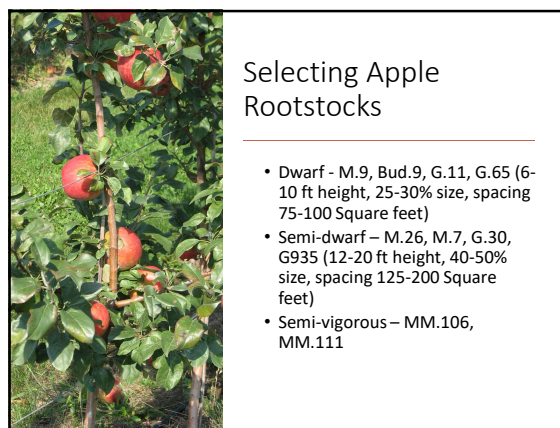 Selecting Apple
Rootstocks
• Dwarf - M.9, Bud.9, G.11, G.65 (6-
10 ft height, 25-30% size, spacing
75-100 Square feet)
• Semi-dwarf – M.26, M.7, G.30,
G935 (12-20 ft height, 40-50%
size, spacing 125-200 Square
feet)
• Semi-vigorous – MM.106,
MM.111